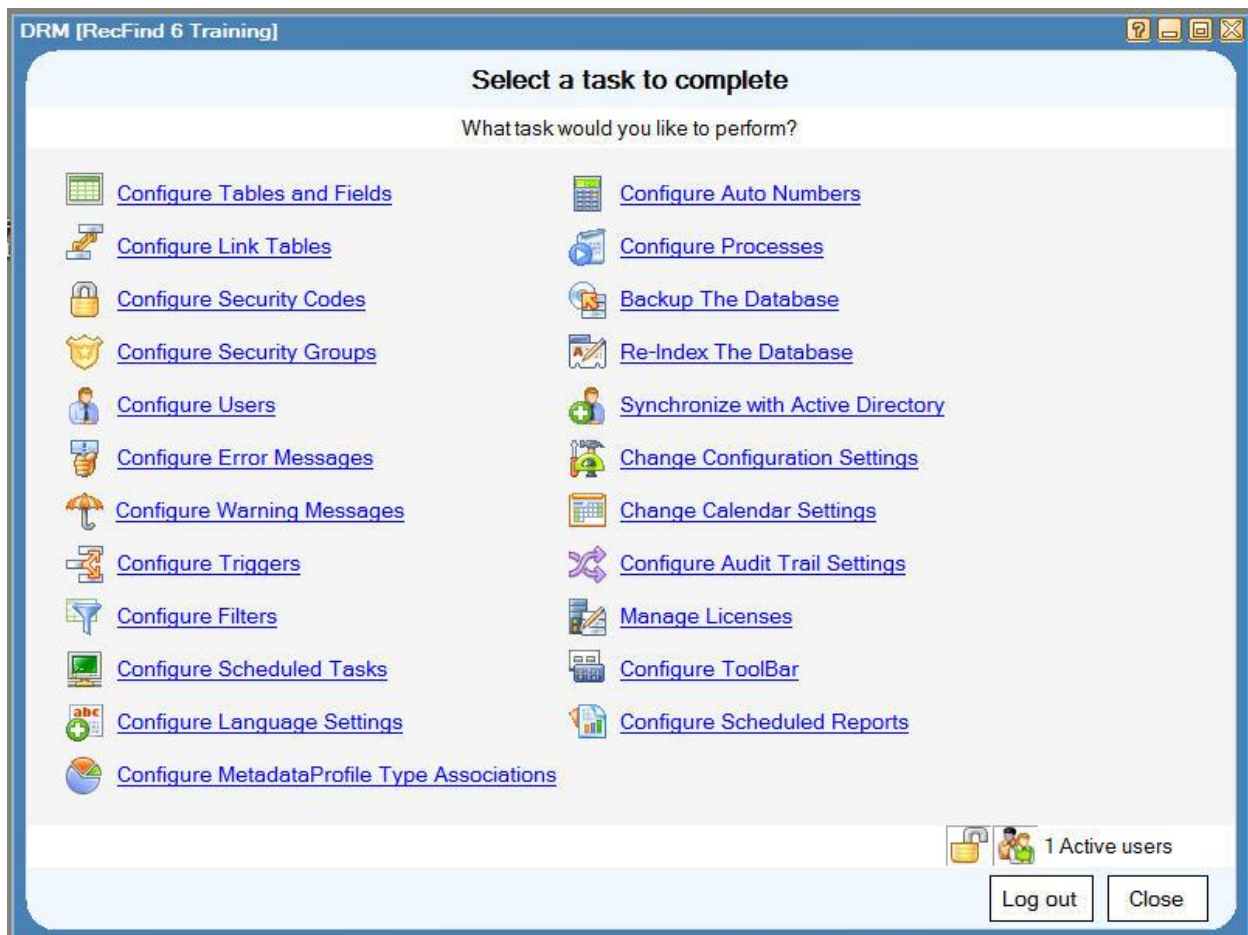 DRM [RecFind 6 Training]
Select a task to complete
What task would you like to perform?
Configure Tables and Fields
Configure Link Tables
Configure Security Codes
Configure Security Groups
Configure Users
Configure Error Messages
Configure Warning Messages
Configure Triggers
Configure Filters
Configure Scheduled Tasks
abc
Configure Language Settings
Configure MetadataProfile Type Associations
Configure Auto Numbers
Configure Processes
Backup The Database
Re-Index The Database
Synchronize with Active Directory
Change Configuration Settings
Change Calendar Settings
Configure Audit Trail Settings
Manage Licenses
Configure ToolBar
Configure Scheduled Reports
1 Active users
Log out
Close